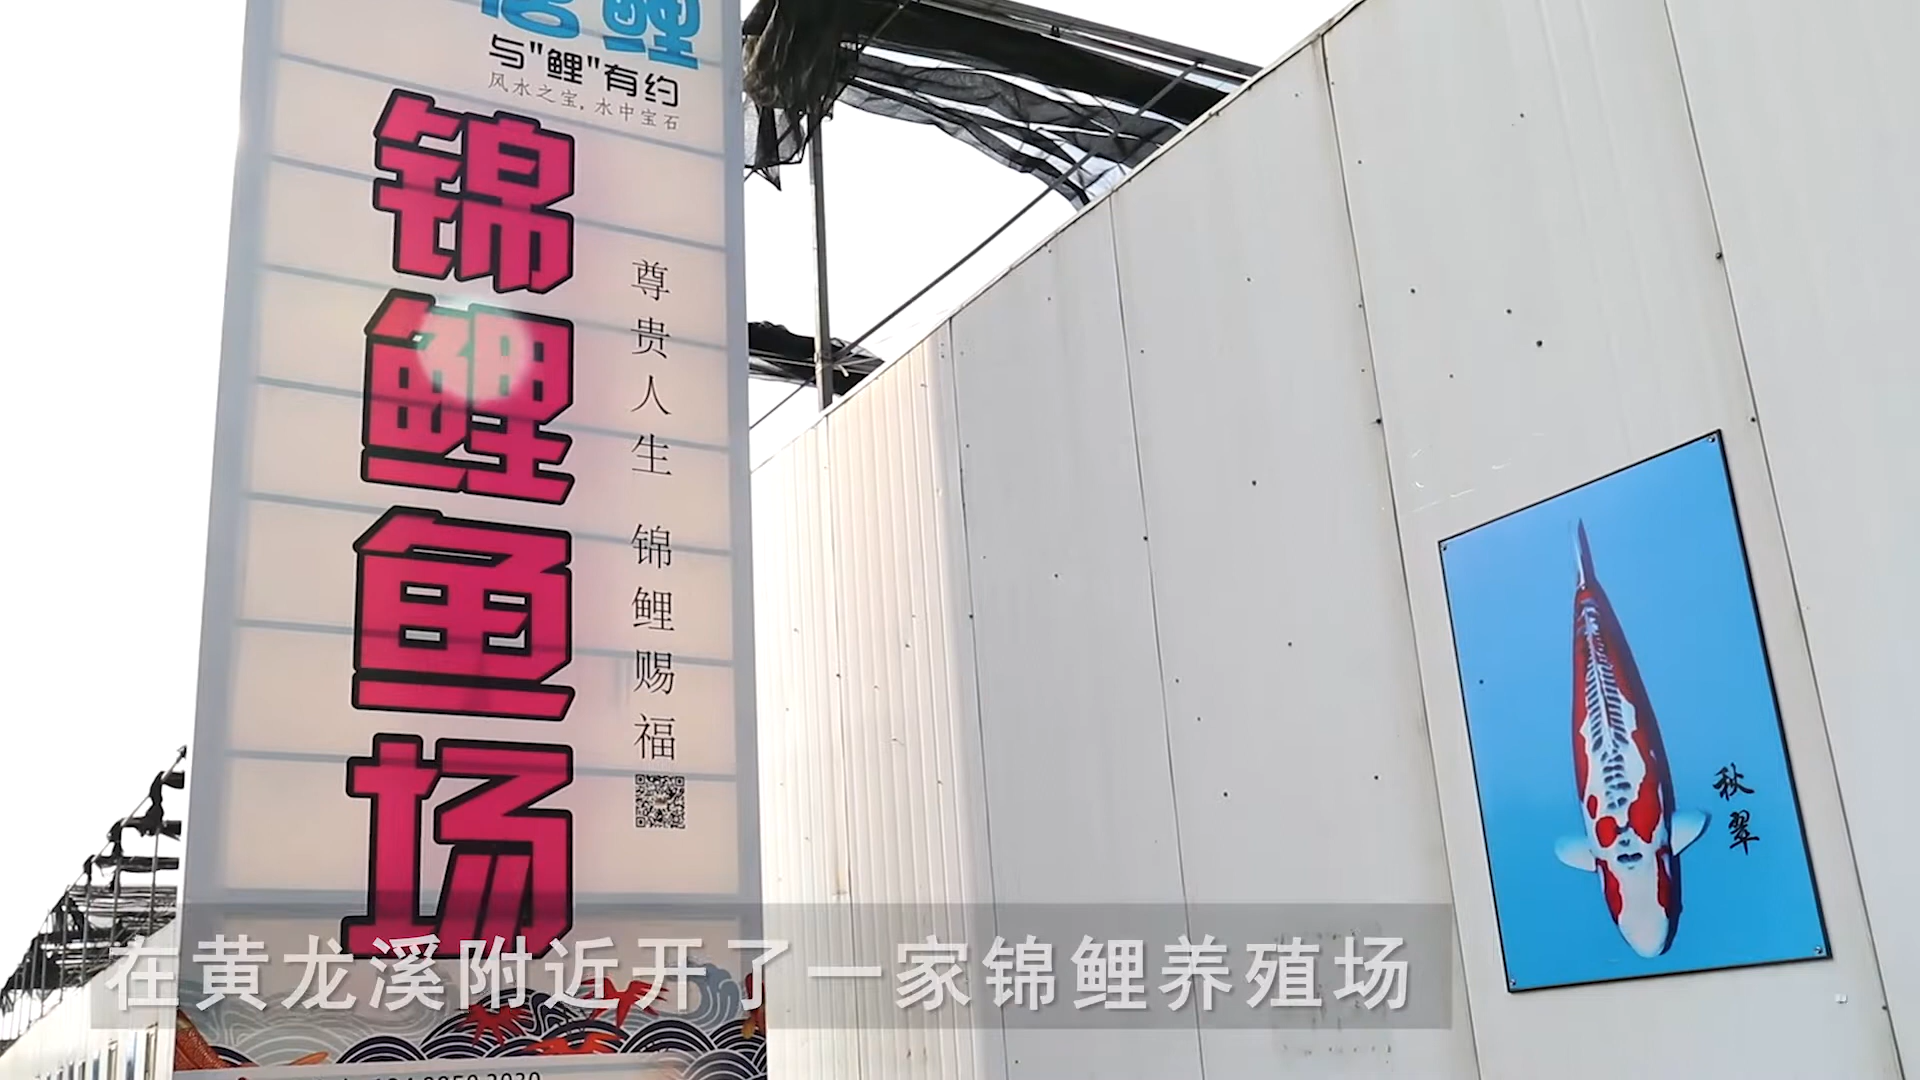 鲤
与"鲤"有约
风水之宝,水中宝石
锦鲤鱼场
尊贵人生 锦鲤赐福
秋翠
在黄龙溪附近开了一家锦鲤养殖场